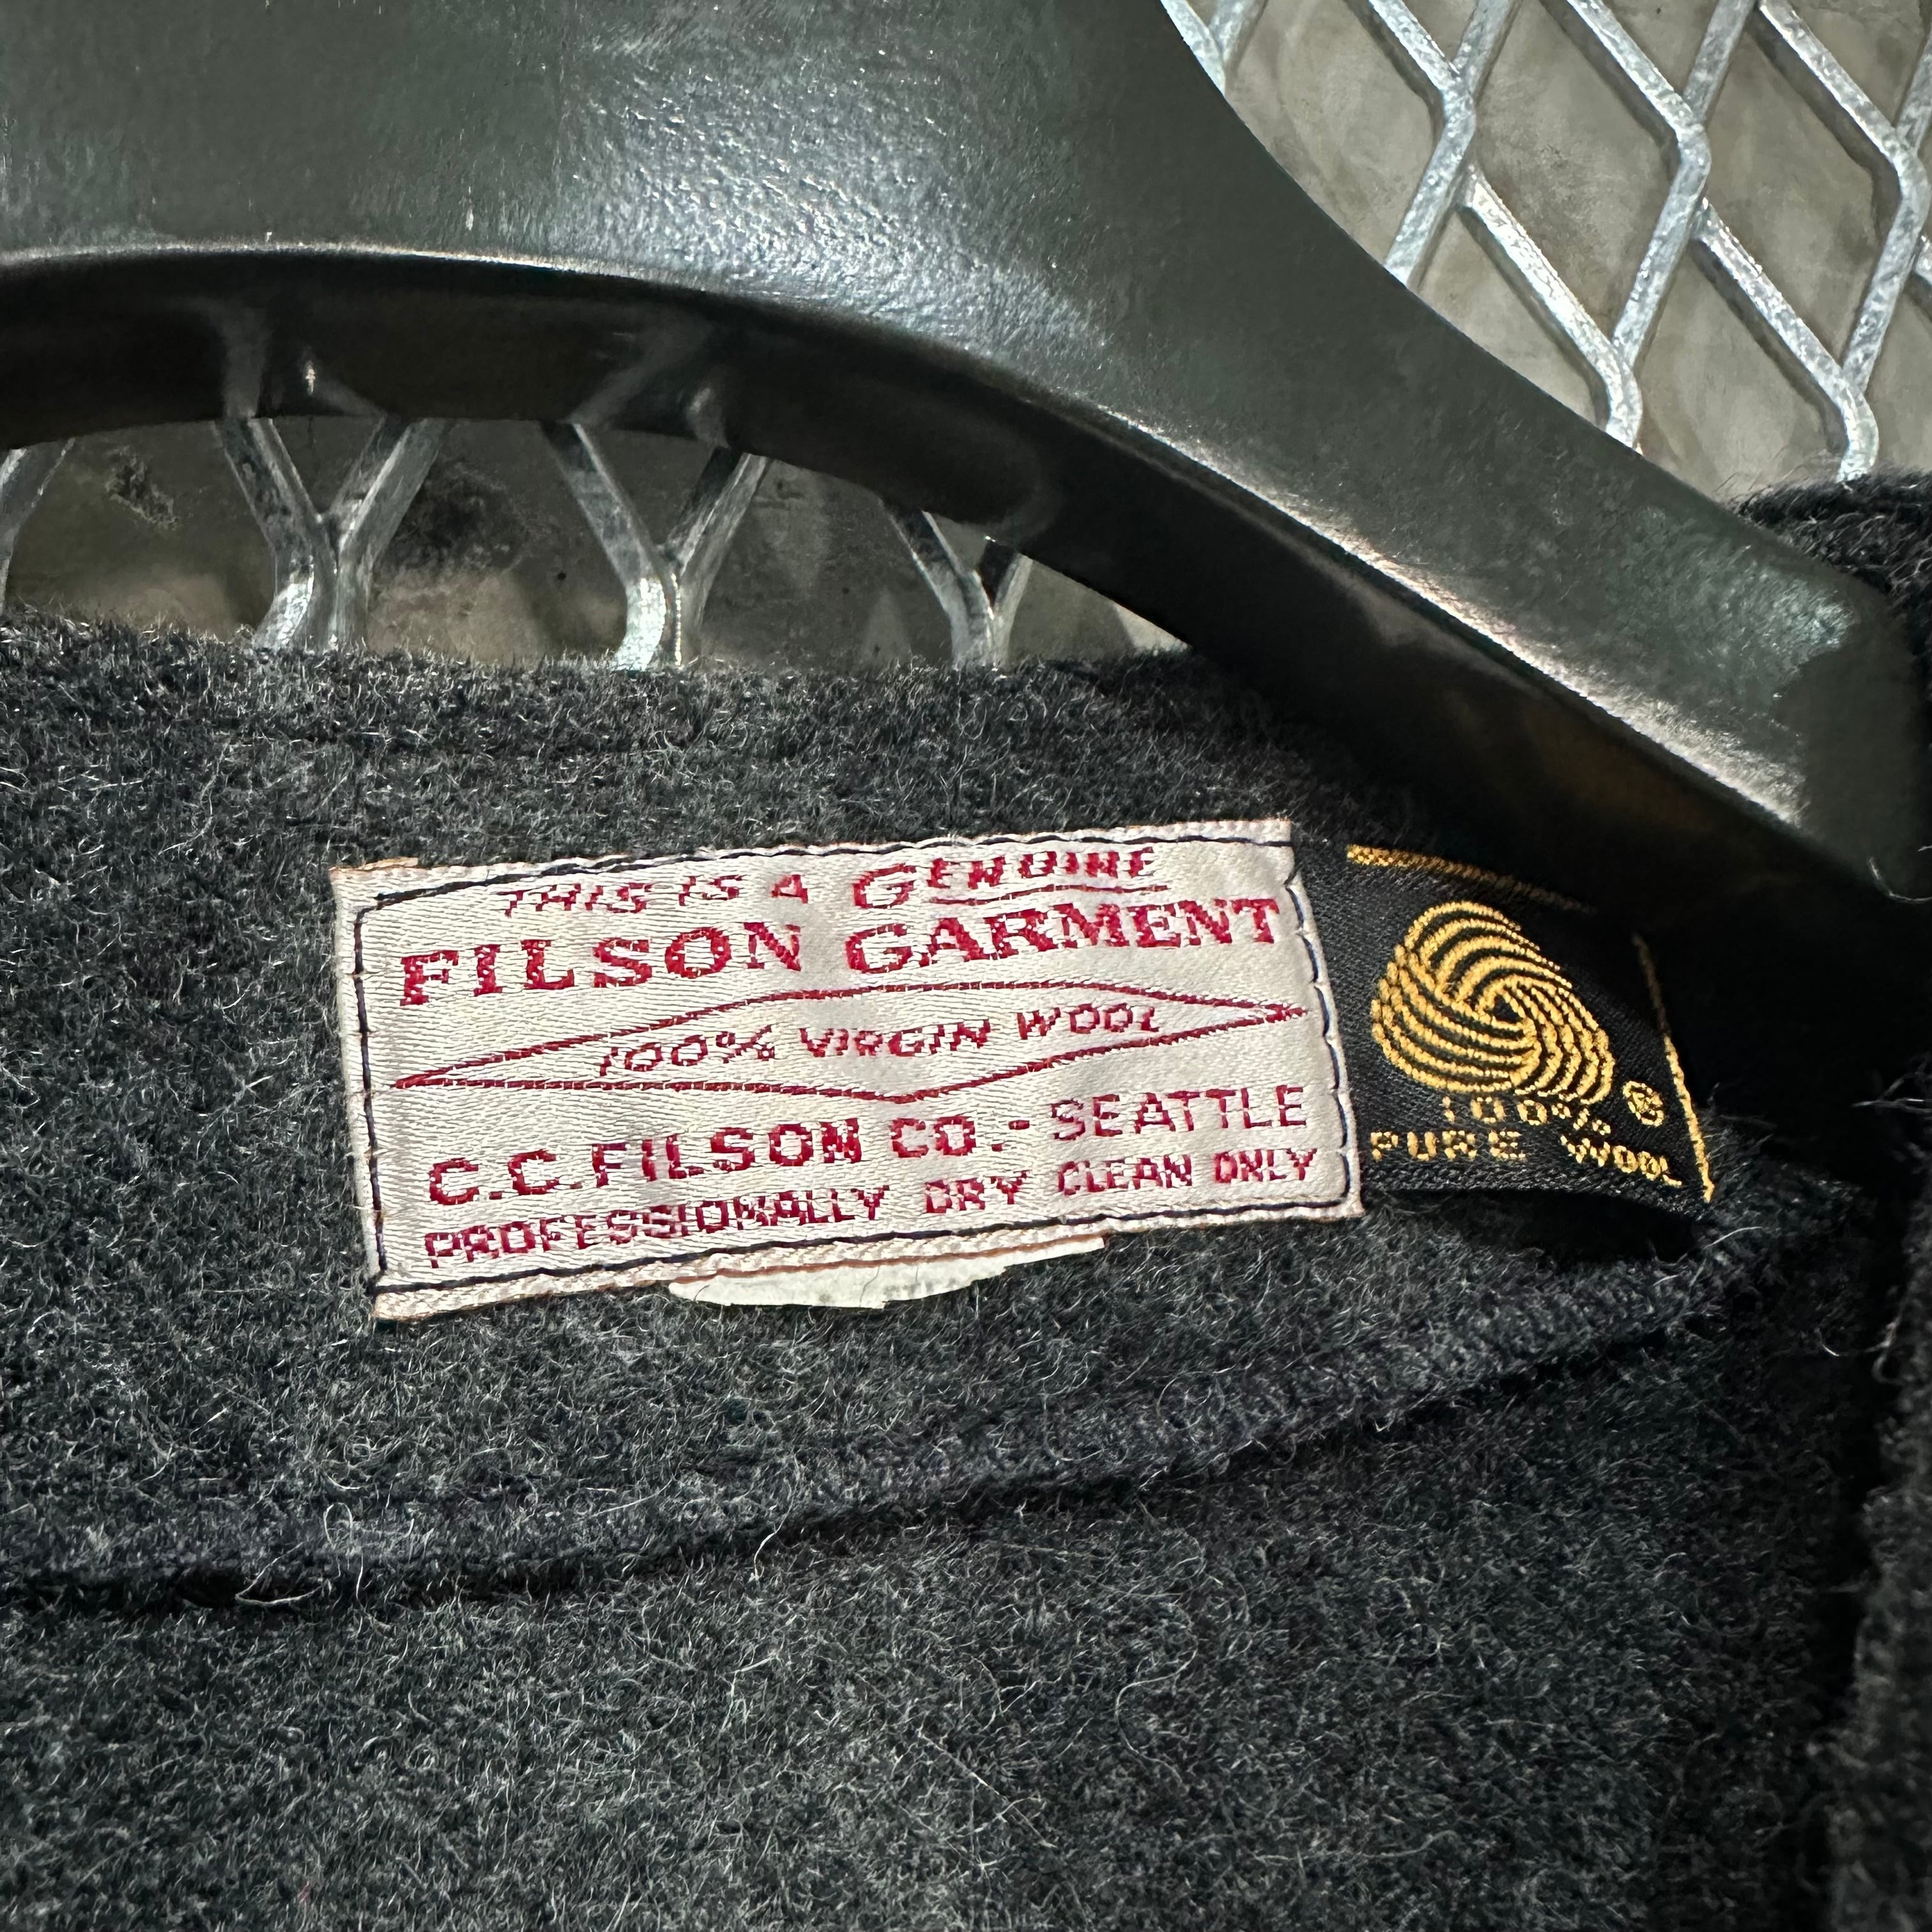 THIS IS A GENUINE
FILSON GARMENT
100% VIRGIN WOOL
C.C.FILSON CO.- SEATTLE
PROFESSIONALLY DRY CLEAN ONLY
®
100%
PURE WOOL